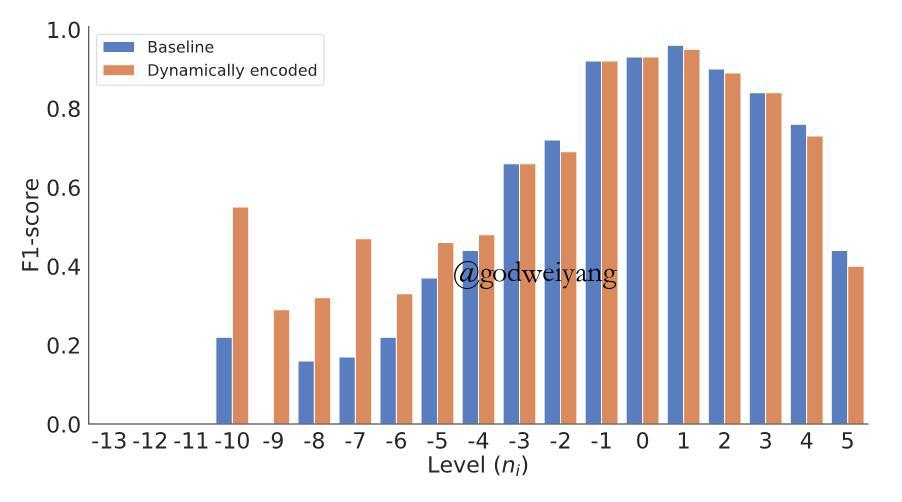 1.0
Baseline
Dynamically encoded
0.8
0.6
F1-score
0.4
@godweiyang
0.2
0.0
-13 -12 -11 -10 -9 -8 -7 -6 -5 -4 -3 -2 -1 0 1 2 3 4 5
Level (nᵢ)